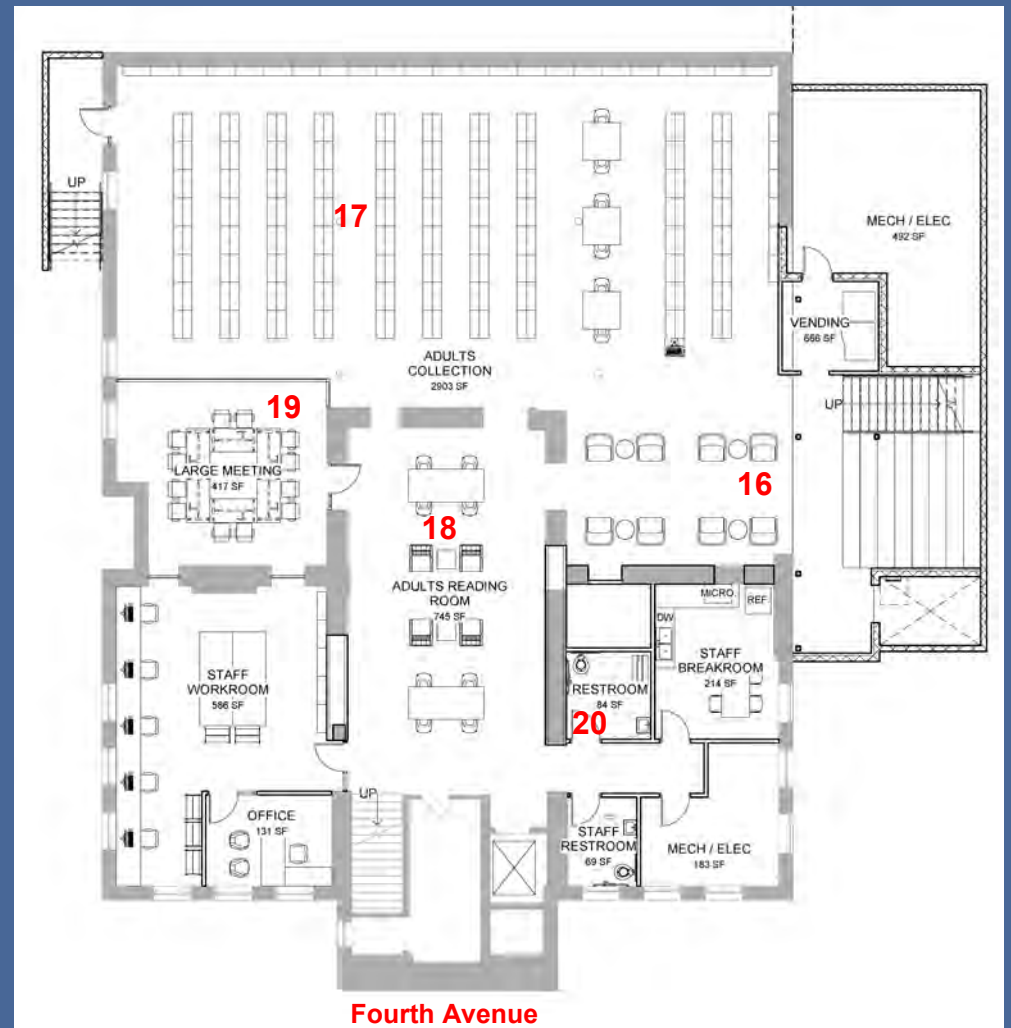 UP
17
MECH / ELEC
492 SF
VENDING
666 SF
ADULTS
COLLECTION
2903 SF
UP
19
LARGE MEETING
417 SF
16
18
ADULTS READING
ROOM
745 SF
MICRO.
REF.
DW
STAFF
BREAKROOM
214 SF
STAFF
WORKROOM
586 SF
RESTROOM
84 SF
20
UP
OFFICE
131 SF
STAFF
RESTROOM
69 SF
MECH / ELEC
183 SF
Fourth Avenue